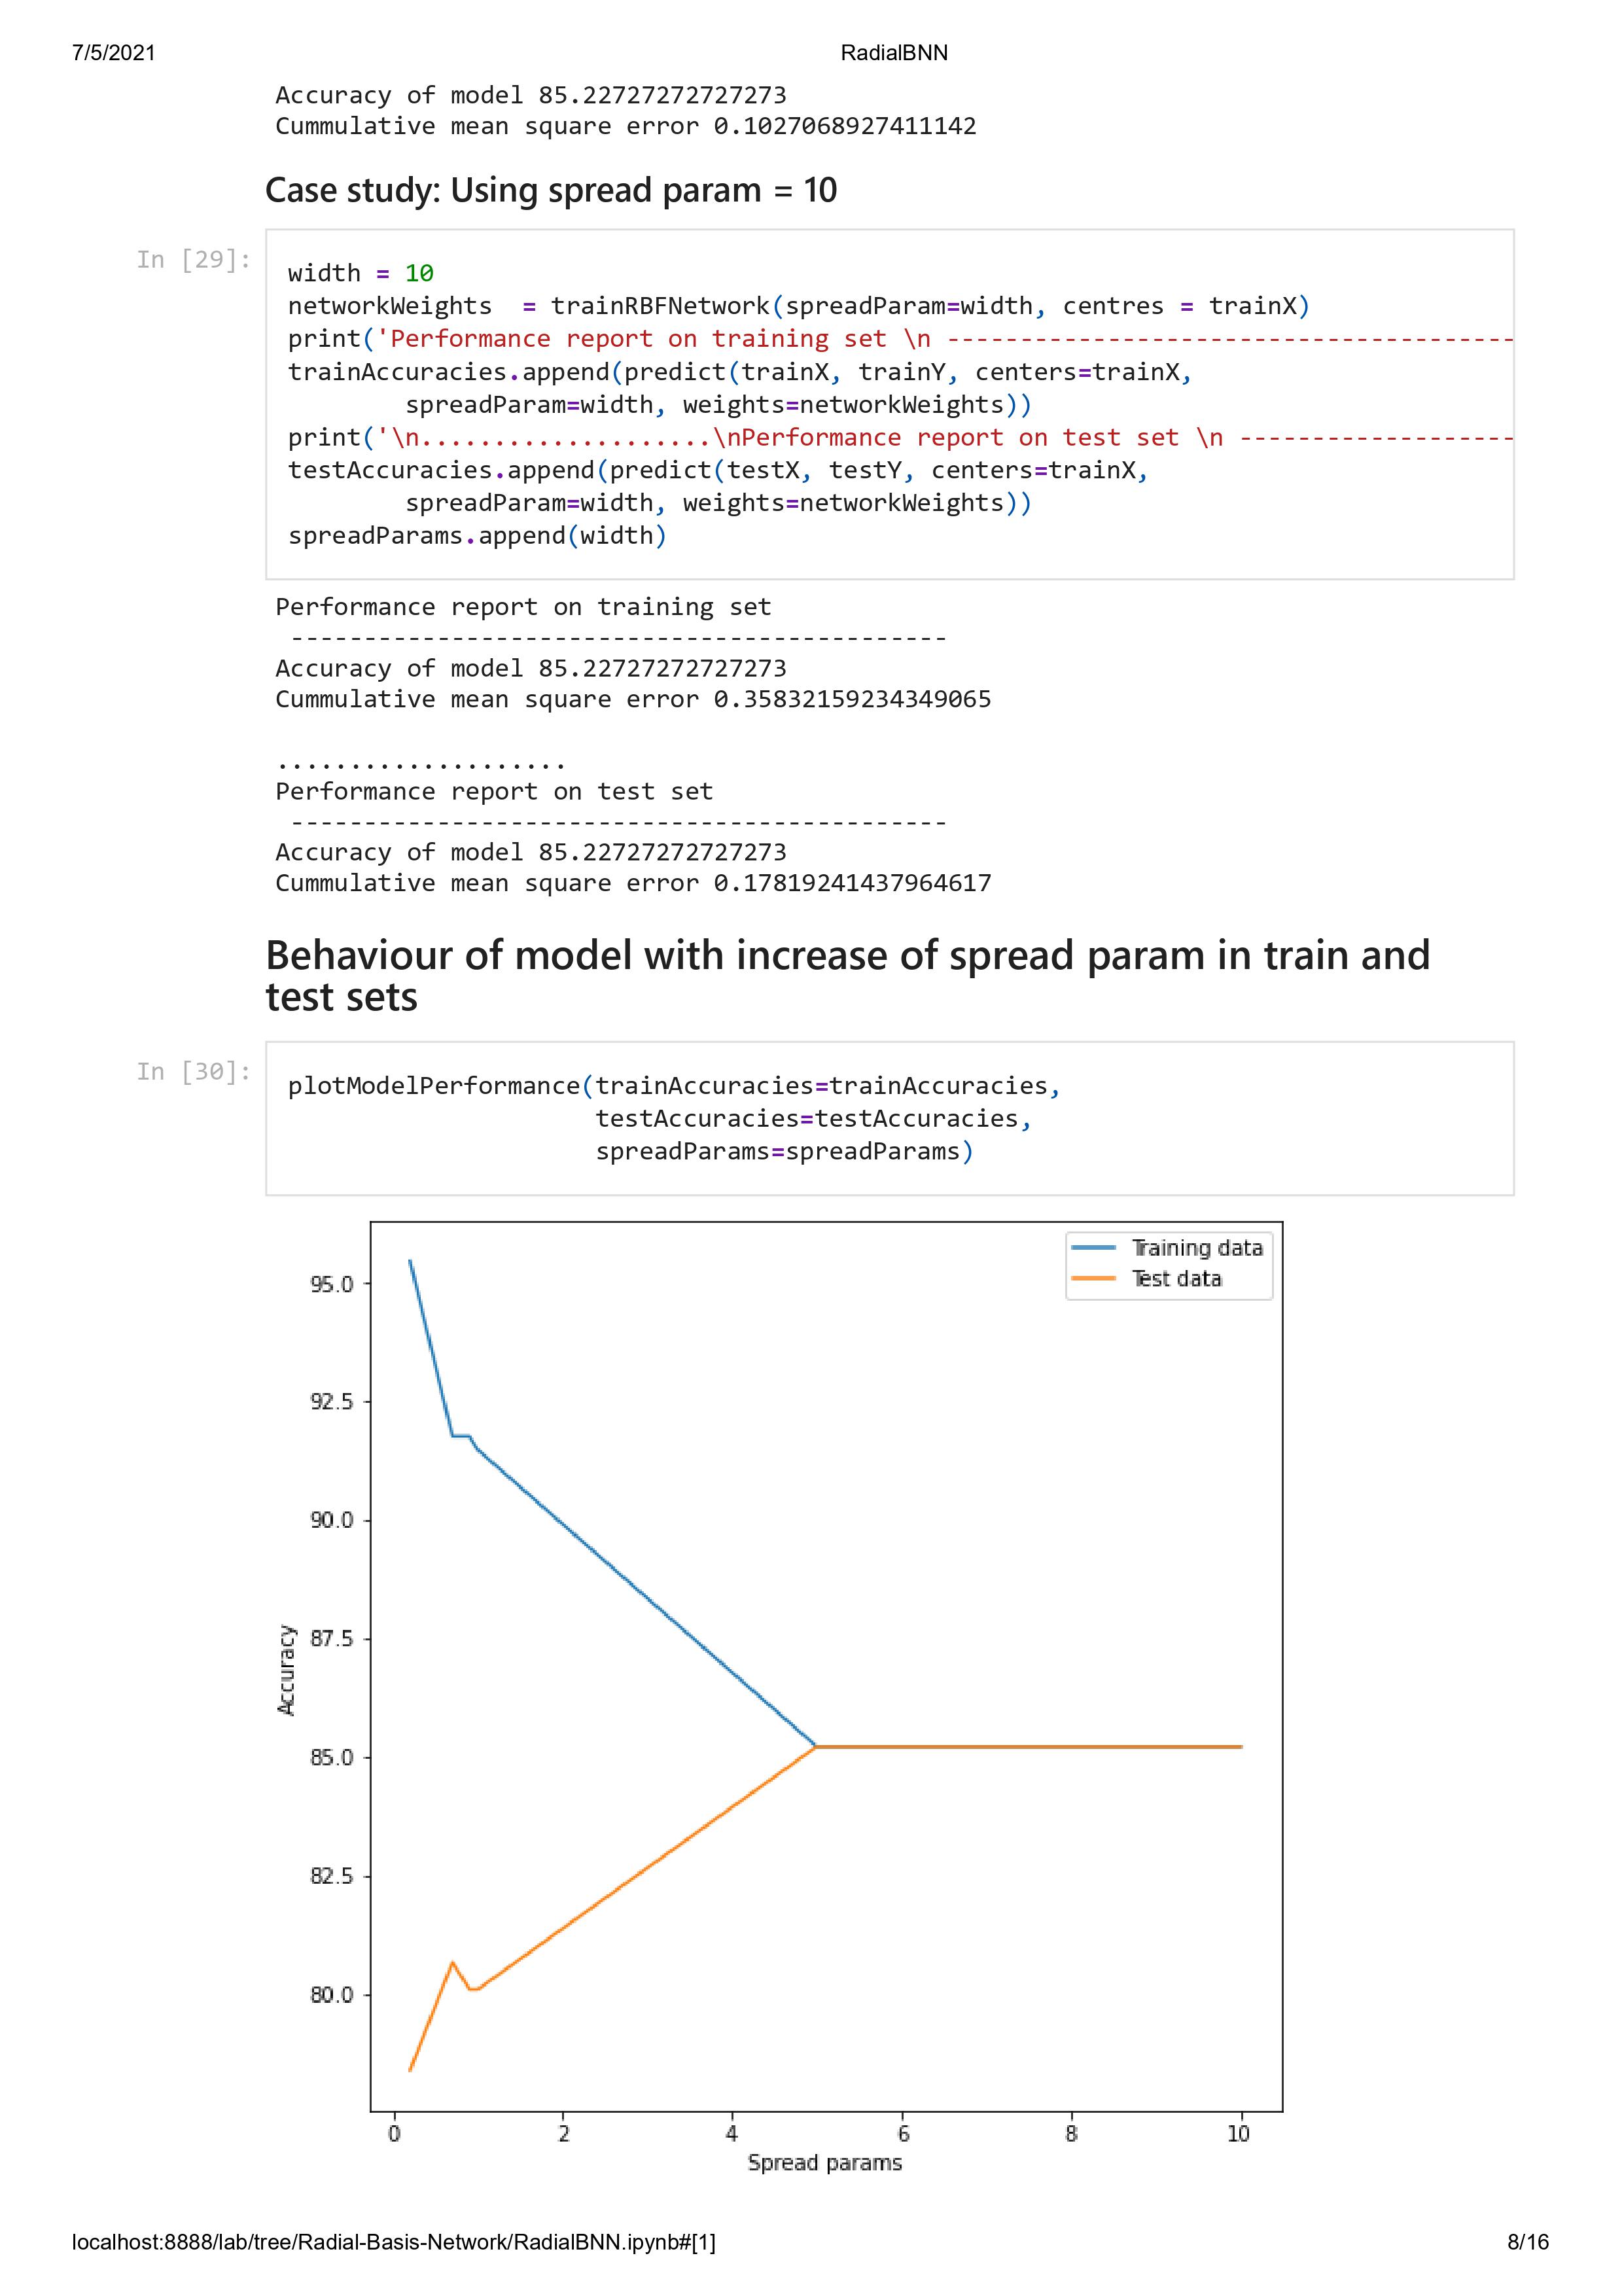 7/5/2021 RadialBNN
Accuracy of model 85.22727272727273
Cummulative mean square error 0.1027068927411142
Case study: Using spread param = 10
In [29]:
width = 10
networkWeights  = trainRBFNetwork(spreadParam=width, centres = trainX)
print('Performance report on training set \n ---------------------------------------
trainAccuracies.append(predict(trainX, trainY, centers=trainX,
        spreadParam=width, weights=networkWeights))
print('\n....................\nPerformance report on test set \n -------------------
testAccuracies.append(predict(testX, testY, centers=trainX,
        spreadParam=width, weights=networkWeights))
spreadParams.append(width)
Performance report on training set
 ---------------------------------------------
Accuracy of model 85.22727272727273
Cummulative mean square error 0.35832159234349065
....................
Performance report on test set
 ---------------------------------------------
Accuracy of model 85.22727272727273
Cummulative mean square error 0.17819241437964617
Behaviour of model with increase of spread param in train and
test sets
In [30]:
plotModelPerformance(trainAccuracies=trainAccuracies,
                     testAccuracies=testAccuracies,
                     spreadParams=spreadParams)
Training data
Test data
95.0
92.5
90.0
87.5
85.0
82.5
80.0
Accuracy
0 2 4 6 8 10
Spread params
localhost:8888/lab/tree/Radial-Basis-Network/RadialBNN.ipynb#[1] 8/16